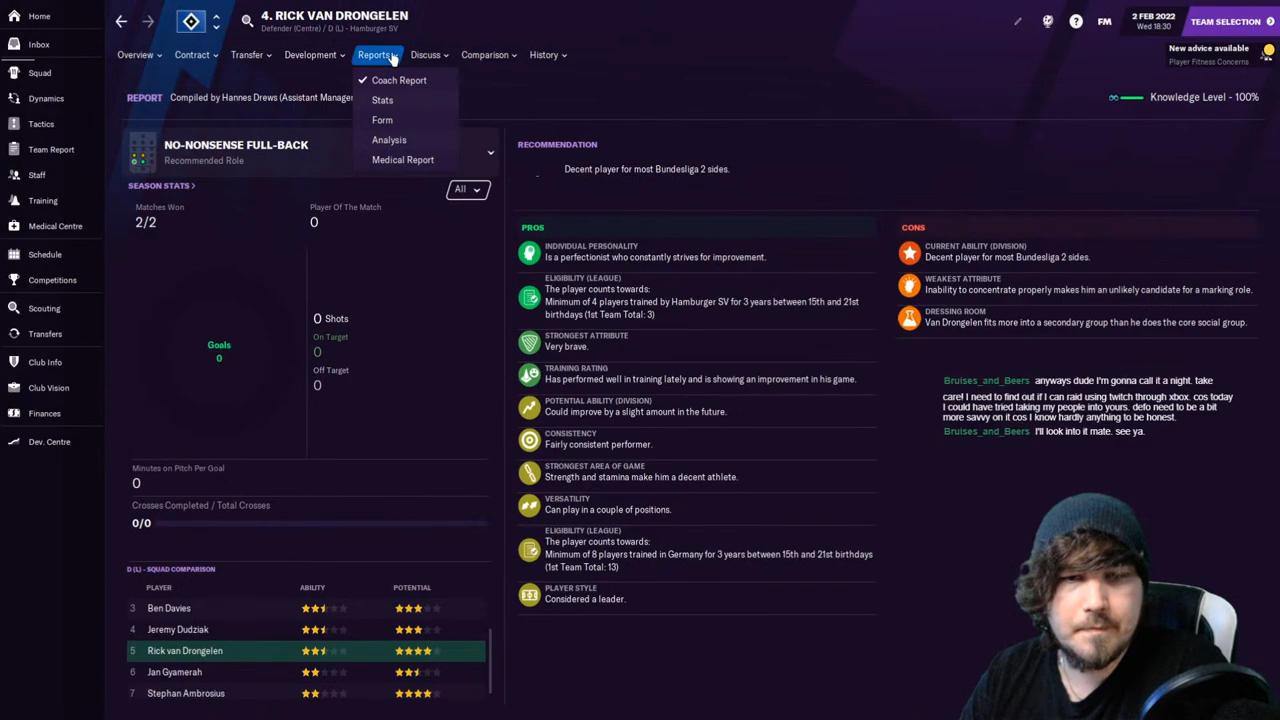 4. RICK VAN DRONGELEN
Defender (Centre) / D (L) - Hamburger SV
FM
2 FEB 2022
WED 18:30
TEAM SELECTION
New advice available
Player Fitness Concerns
Home
Inbox
Squad
Dynamics
Tactics
Team Report
Staff
Training
Medical Centre
Schedule
Competitions
Scouting
Transfers
Club Info
Club Vision
Finances
Dev. Centre
Overview
Contract
Transfer
Development
Reports
Discuss
Comparison
History
Coach Report
Stats
Form
Analysis
Medical Report
REPORT Compiled by Hannes Drews (Assistant Manager
Knowledge Level - 100%
NO-NONSENSE FULL-BACK
Recommended Role
SEASON STATS >
All
Matches Won
2/2
Player Of The Match
0
Goals
0
0 Shots
On Target
0
Off Target
0
Minutes on Pitch Per Goal
0
Crosses Completed / Total Crosses
0/0
D (L) - SQUAD COMPARISON
PLAYER ABILITY POTENTIAL
3 Ben Davies
4 Jeremy Dudziak
5 Rick van Drongelen
6 Jan Gyamerah
7 Stephan Ambrosius
RECOMMENDATION
-
Decent player for most Bundesliga 2 sides.
PROS
INDIVIDUAL PERSONALITY
Is a perfectionist who constantly strives for improvement.
ELIGIBILITY (LEAGUE)
The player counts towards:
Minimum of 4 players trained by Hamburger SV for 3 years between 15th and 21st
birthdays (1st Team Total: 3)
STRONGEST ATTRIBUTE
Very brave.
TRAINING RATING
Has performed well in training lately and is showing an improvement in his game.
POTENTIAL ABILITY (DIVISION)
Could improve by a slight amount in the future.
CONSISTENCY
Fairly consistent performer.
STRONGEST AREA OF GAME
Strength and stamina make him a decent athlete.
VERSATILITY
Can play in a couple of positions.
ELIGIBILITY (LEAGUE)
The player counts towards:
Minimum of 8 players trained in Germany for 3 years between 15th and 21st birthdays
(1st Team Total: 13)
PLAYER STYLE
Considered a leader.
CONS
CURRENT ABILITY (DIVISION)
Decent player for most Bundesliga 2 sides.
WEAKEST ATTRIBUTE
Inability to concentrate properly makes him an unlikely candidate for a marking role.
DRESSING ROOM
Van Drongelen fits more into a secondary group than he does the core social group.
Bruises_and_Beers anyways dude I'm gonna call it a night. take
care! I need to find out if I can raid using twitch through xbox. cos today
I could have tried taking my people into yours. defo need to be a bit
more savvy on it cos I know hardly anything to be honest.
Bruises_and_Beers I'll look into it mate. see ya.